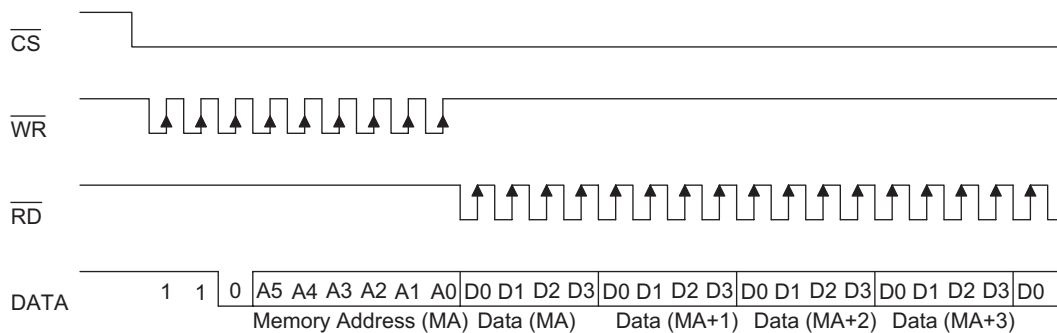 CS
WR
RD
DATA 1 1 0 A5 A4 A3 A2 A1 A0 D0 D1 D2 D3 D0 D1 D2 D3 D0 D1 D2 D3 D0 D1 D2 D3 D0
Memory Address (MA) Data (MA) Data (MA+1) Data (MA+2) Data (MA+3)